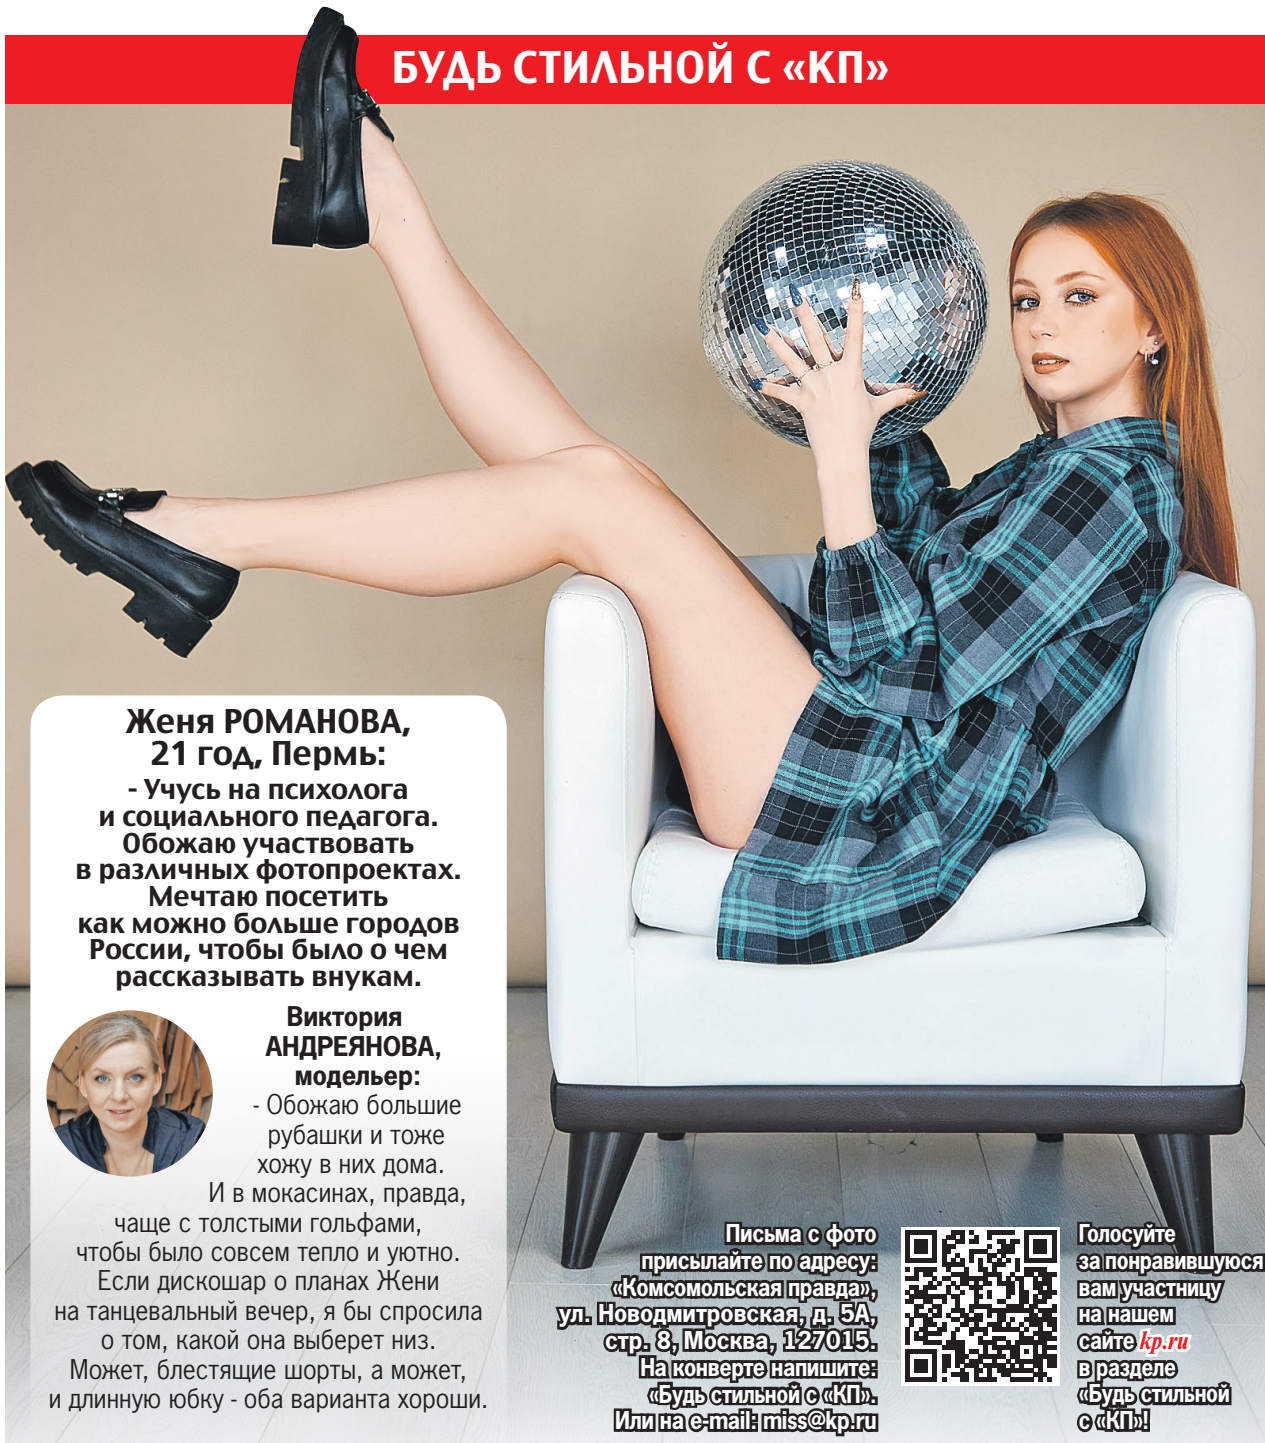 БУДЬ СТИЛЬНОЙ С «КП»
Женя РОМАНОВА,
21 год, Пермь:
- Учусь на психолога
и социального педагога.
Обожаю участвовать
в различных фотопроектах.
Мечтаю посетить
как можно больше городов
России, чтобы было о чем
рассказывать внукам.
Виктория
АНДРЕЯНОВА,
модельер:
- Обожаю большие
рубашки и тоже
хожу в них дома.
И в мокасинах, правда,
чаще с толстыми гольфами,
чтобы было совсем тепло и уютно.
Если дискошар о планах Жени
на танцевальный вечер, я бы спросила
о том, какой она выберет низ.
Может, блестящие шорты, а может,
и длинную юбку - оба варианта хороши.
Письма с фото
присылайте по адресу:
«Комсомольская правда»,
ул. Новодмитровская, д. 5А,
стр. 8, Москва, 127015.
На конверте напишите:
«Будь стильной с «КП».
Или на e-mail: miss@kp.ru
Голосуйте
за понравившуюся
вам участницу
на нашем
сайте kp.ru
в разделе
«Будь стильной
с «КП»!